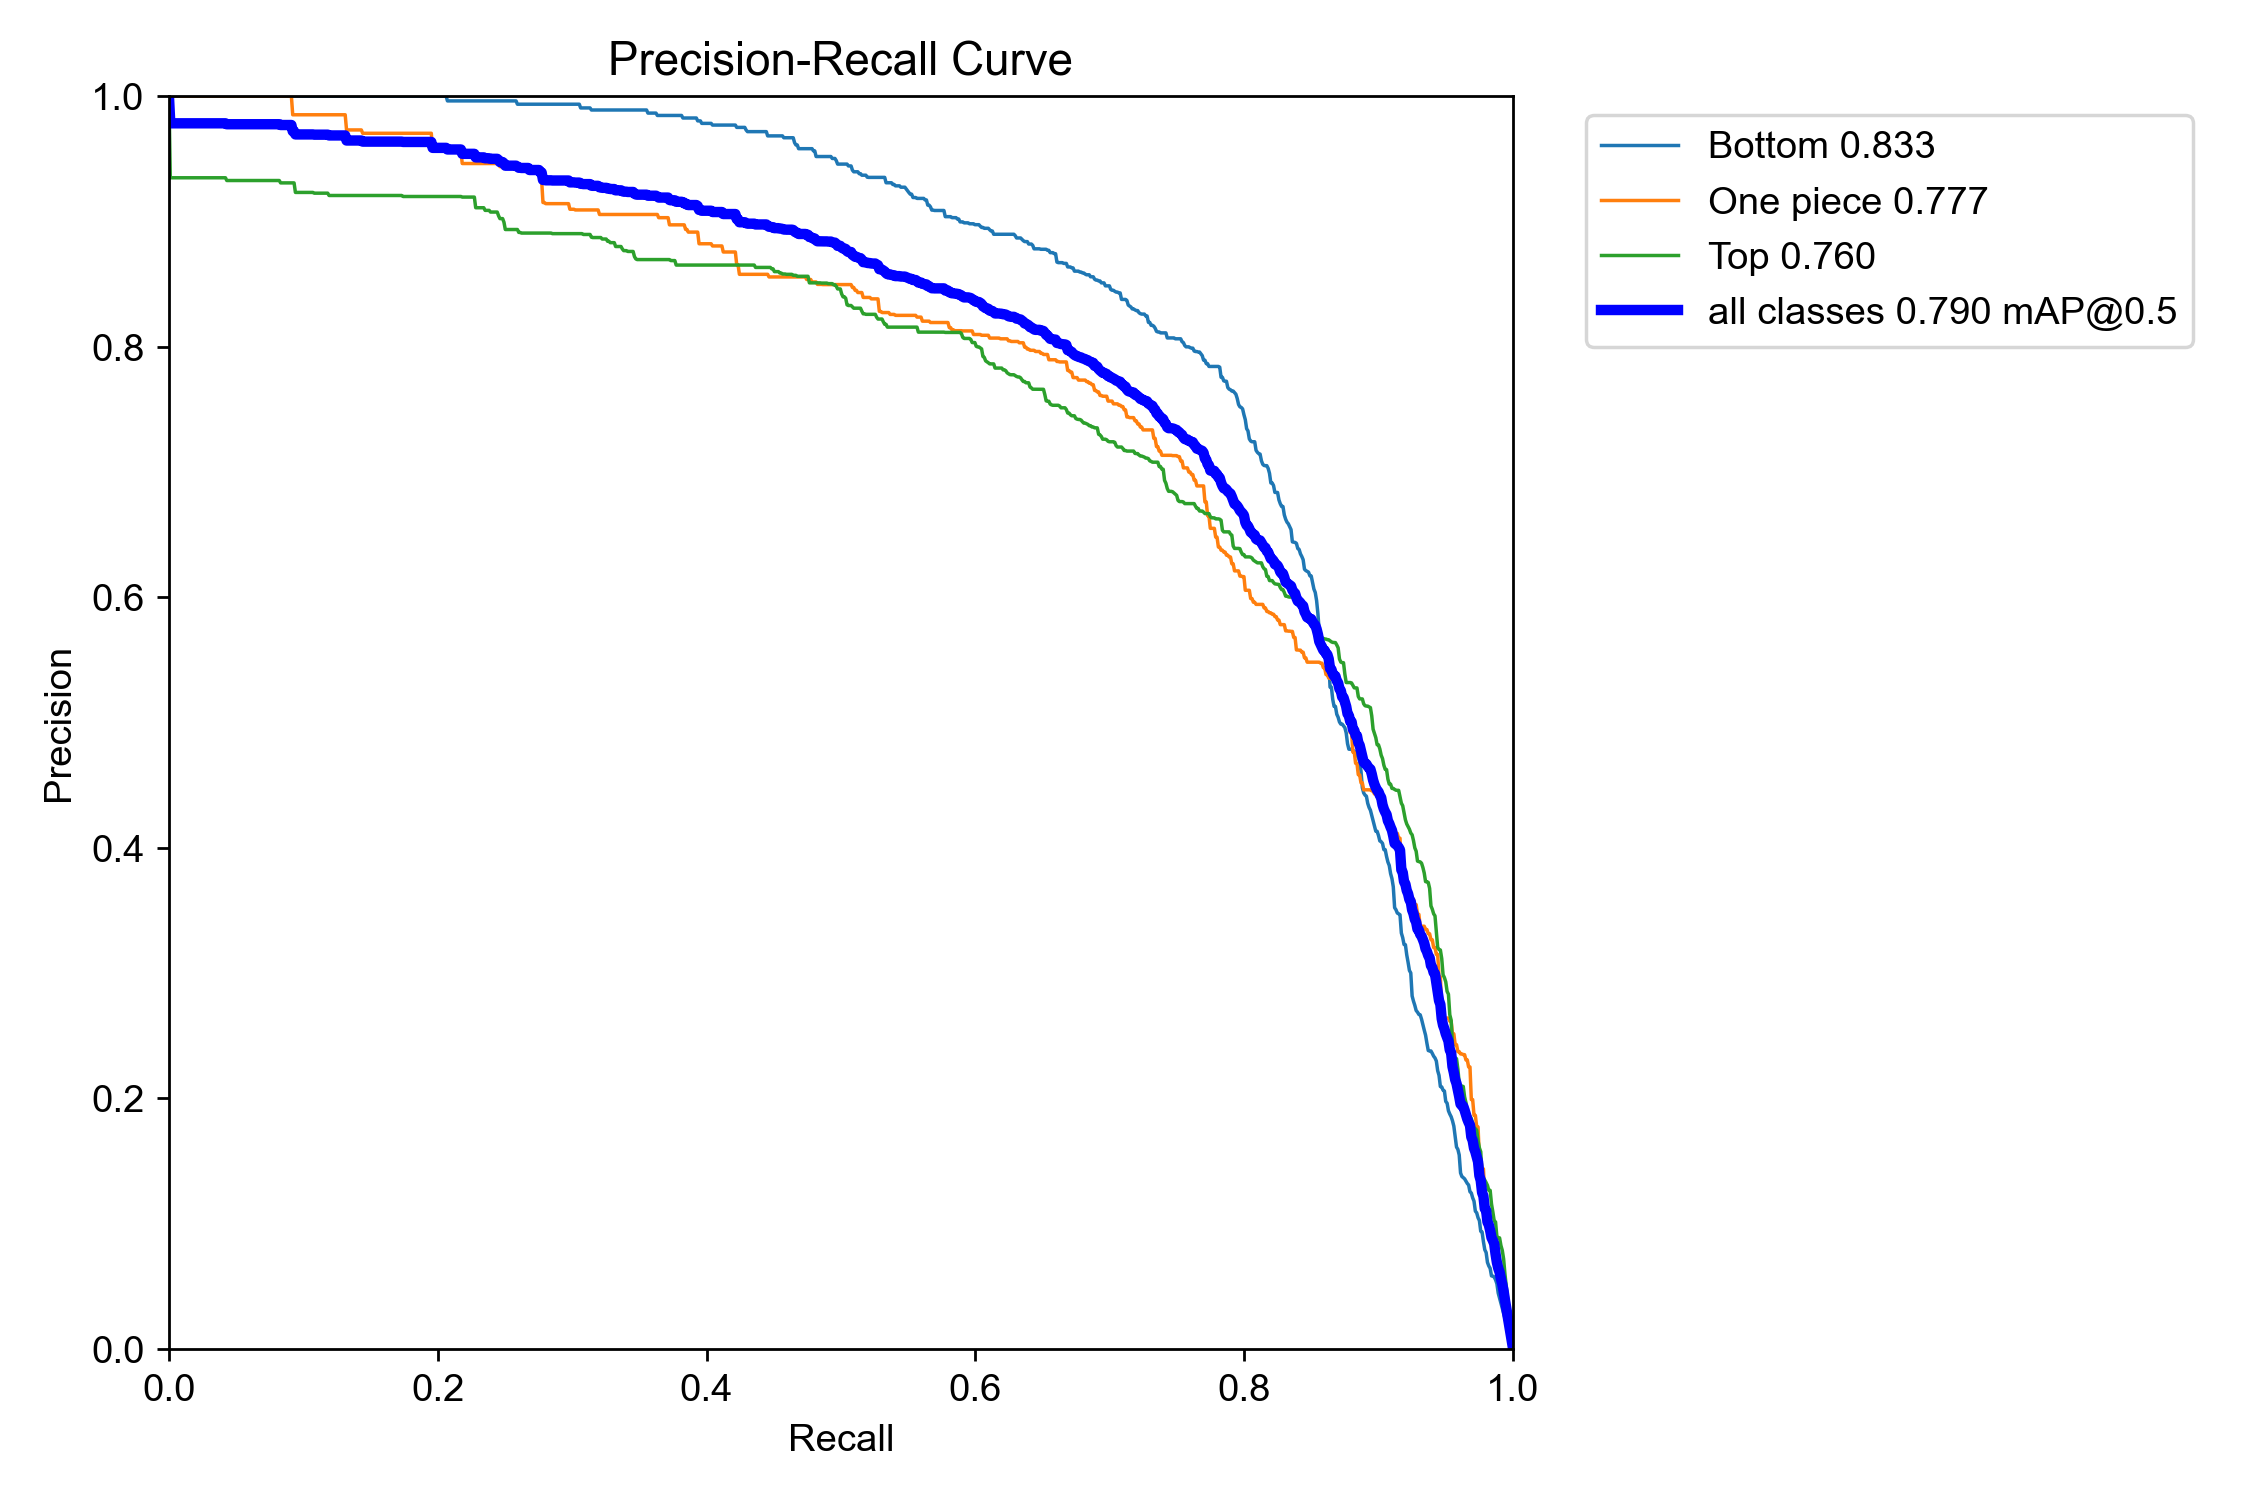 Precision-Recall Curve
1.0
0.8
0.6
0.4
0.2
0.0
Precision
0.0 0.2 0.4 0.6 0.8 1.0
Recall
Bottom 0.833
One piece 0.777
Top 0.760
all classes 0.790 mAP@0.5